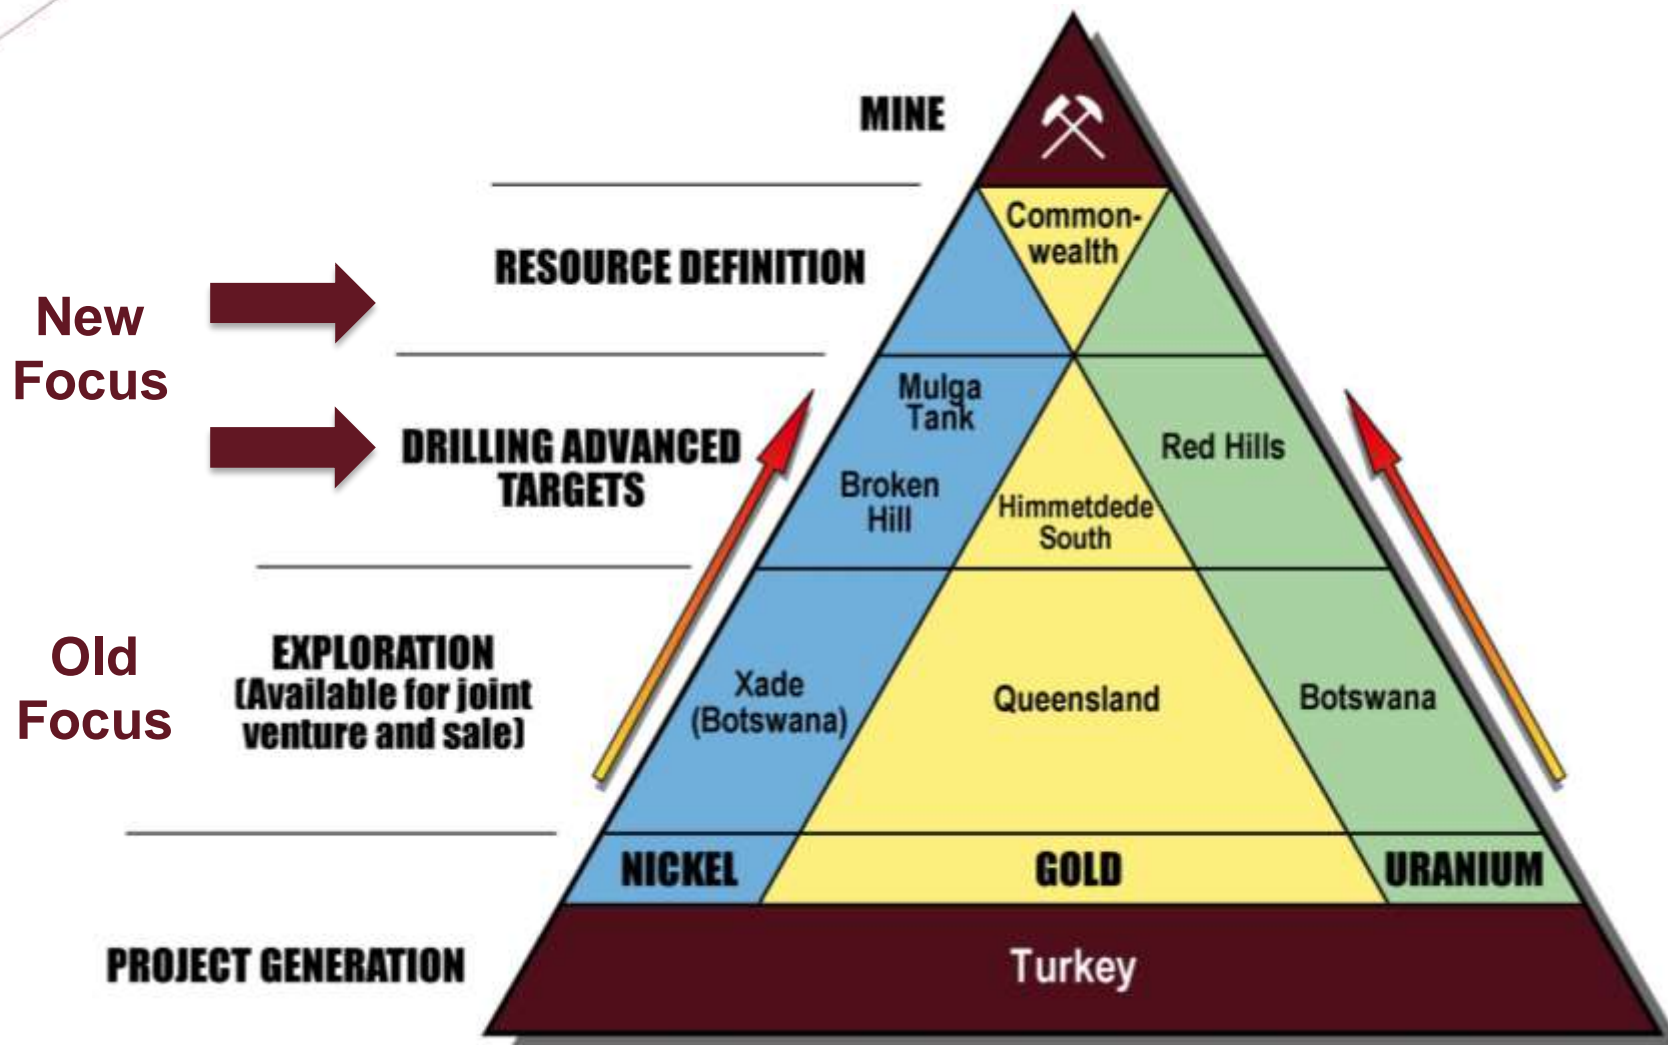 MINE
Common-
wealth
RESOURCE DEFINITION
New
Focus
Mulga
Tank
DRILLING ADVANCED
TARGETS
Red Hills
Broken
Hill
Himmetdede
South
Old
Focus
EXPLORATION
(Available for joint
venture and sale)
Xade
(Botswana)
Queensland
Botswana
NICKEL
GOLD
URANIUM
PROJECT GENERATION
Turkey